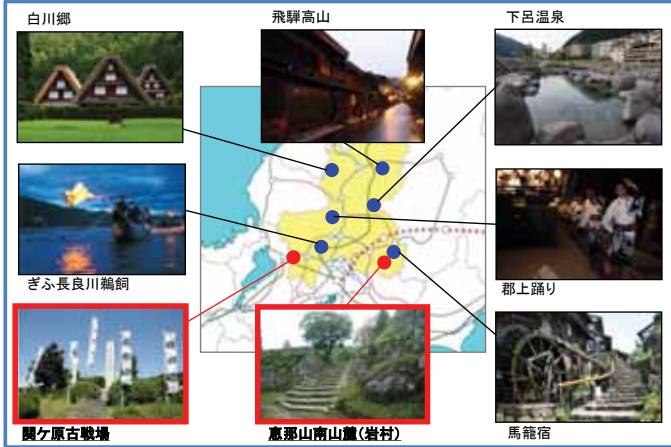 白川郷
飛騨高山
下呂温泉
ぎふ長良川鵜飼
郡上踊り
関ケ原古戦場
恵那山南山麓(岩村)
馬籠宿